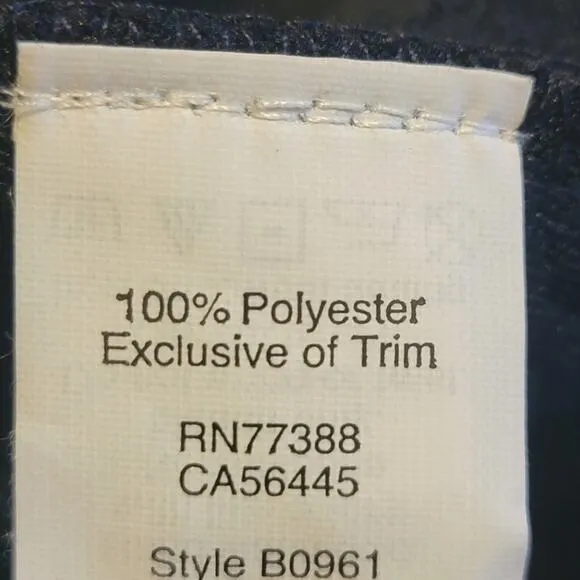 100% Polyester
Exclusive of Trim
RN77388
CA56445
Style B0961